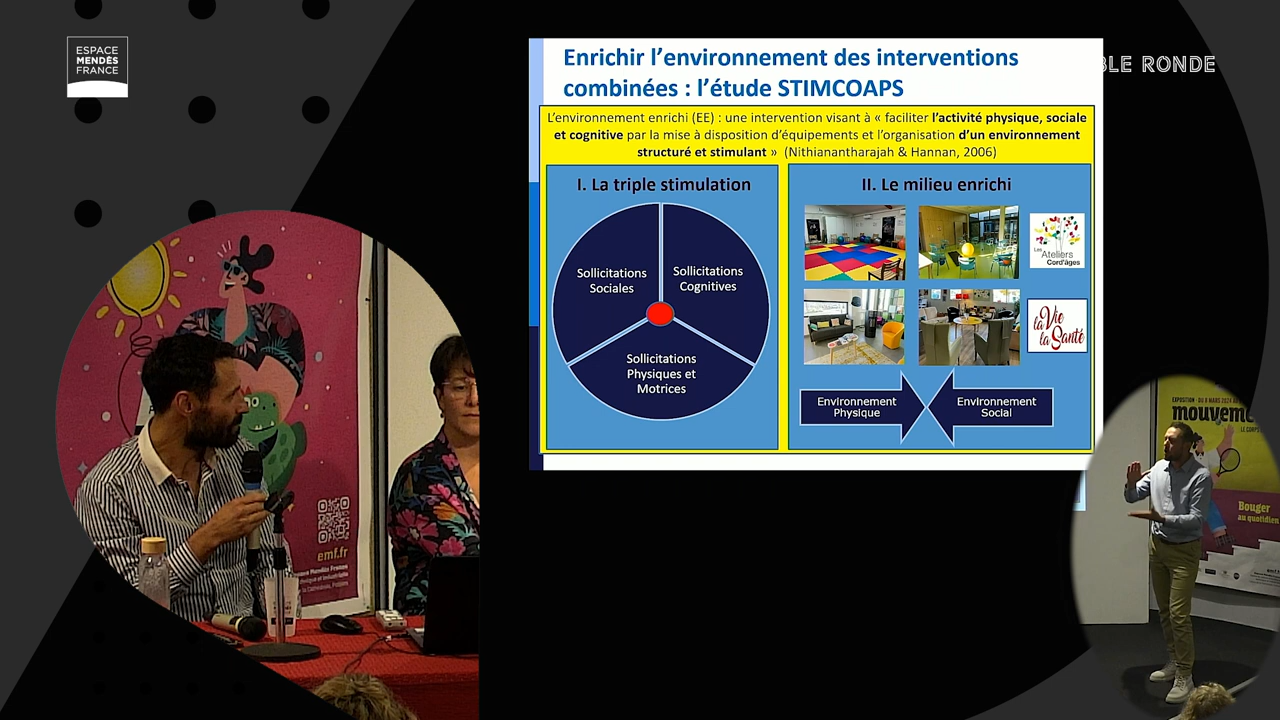 ESPACE
MENDÈS
FRANCE
BLE RONDE
Enrichir l’environnement des interventions
combinées : l’étude STIMCOAPS
L’environnement enrichi (EE) : une intervention visant à « faciliter l’activité physique, sociale
et cognitive par la mise à disposition d’équipements et l’organisation d’un environnement
structuré et stimulant » (Nithianantharajah & Hannan, 2006)
I. La triple stimulation
Sollicitations
Sociales
Sollicitations
Cognitives
Sollicitations
Physiques et
Motrices
II. Le milieu enrichi
Les
Ateliers
Cord'âges
la Vie
la Santé
Environnement
Physique
Environnement
Social
emf.fr
mouveme
Bouger
au quotidien